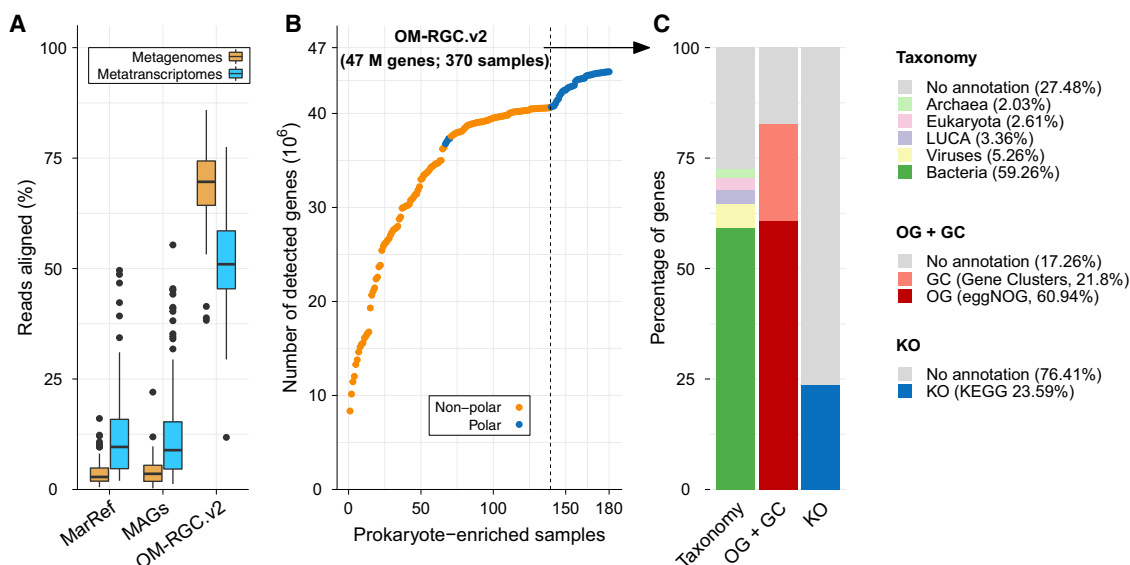 A
Reads aligned (%)
100
75
50
25
0
Metagenomes
Metatranscriptomes
MarRef
MAGs
OM-RGC.v2
B
Number of detected genes (10⁶)
47
40
30
20
10
0
OM-RGC.v2
(47 M genes; 370 samples)
Non-polar
Polar
0
50
100
150
180
Prokaryote-enriched samples
C
Percentage of genes
100
75
50
25
0
Taxonomy
OG + GC
KO
Taxonomy
No annotation (27.48%)
Archaea (2.03%)
Eukaryota (2.61%)
LUCA (3.36%)
Viruses (5.26%)
Bacteria (59.26%)
OG + GC
No annotation (17.26%)
GC (Gene Clusters, 21.8%)
OG (eggNOG, 60.94%)
KO
No annotation (76.41%)
KO (KEGG 23.59%)